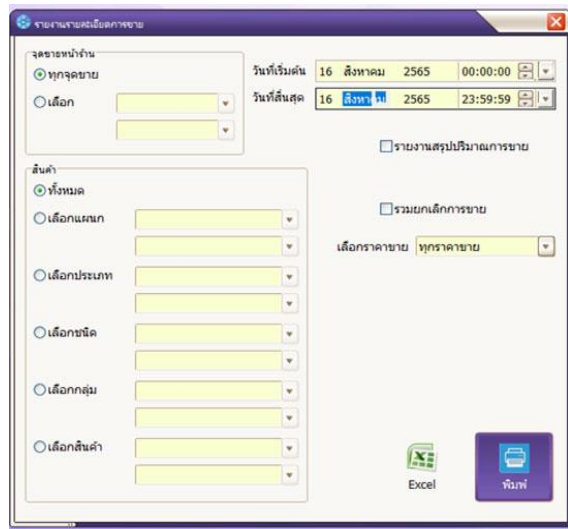 รายงานรายละเอียดการขาย
จุดขายหน้าร้าน
ทุกจุดขาย
เลือก
วันที่เริ่มต้น 16 สิงหาคม 2565 00:00:00
วันที่สิ้นสุด 16 สิงหาคม 2565 23:59:59
รายงานสรุปปริมาณการขาย
สินค้า
ทั้งหมด
รวมยกเลิกการขาย
เลือกแผนก
เลือกราคาขาย ทุกราคาขาย
เลือกประเภท
เลือกชนิด
เลือกกลุ่ม
เลือกสินค้า
Excel
พิมพ์